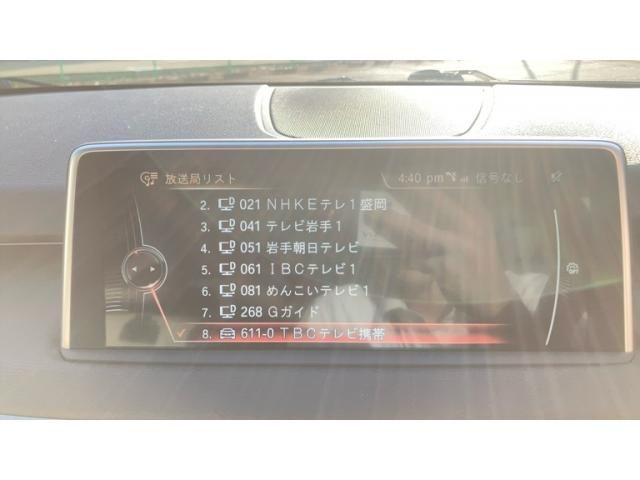 放送局リスト
4:40 pm 信号なし
2. 021 NHKEテレ1盛岡
3. 041 テレビ岩手1
4. 051 岩手朝日テレビ
5. 061 IBCテレビ1
6. 081 めんこいテレビ1
7. 268 Gガイド
8. 611-0 TBCテレビ携帯